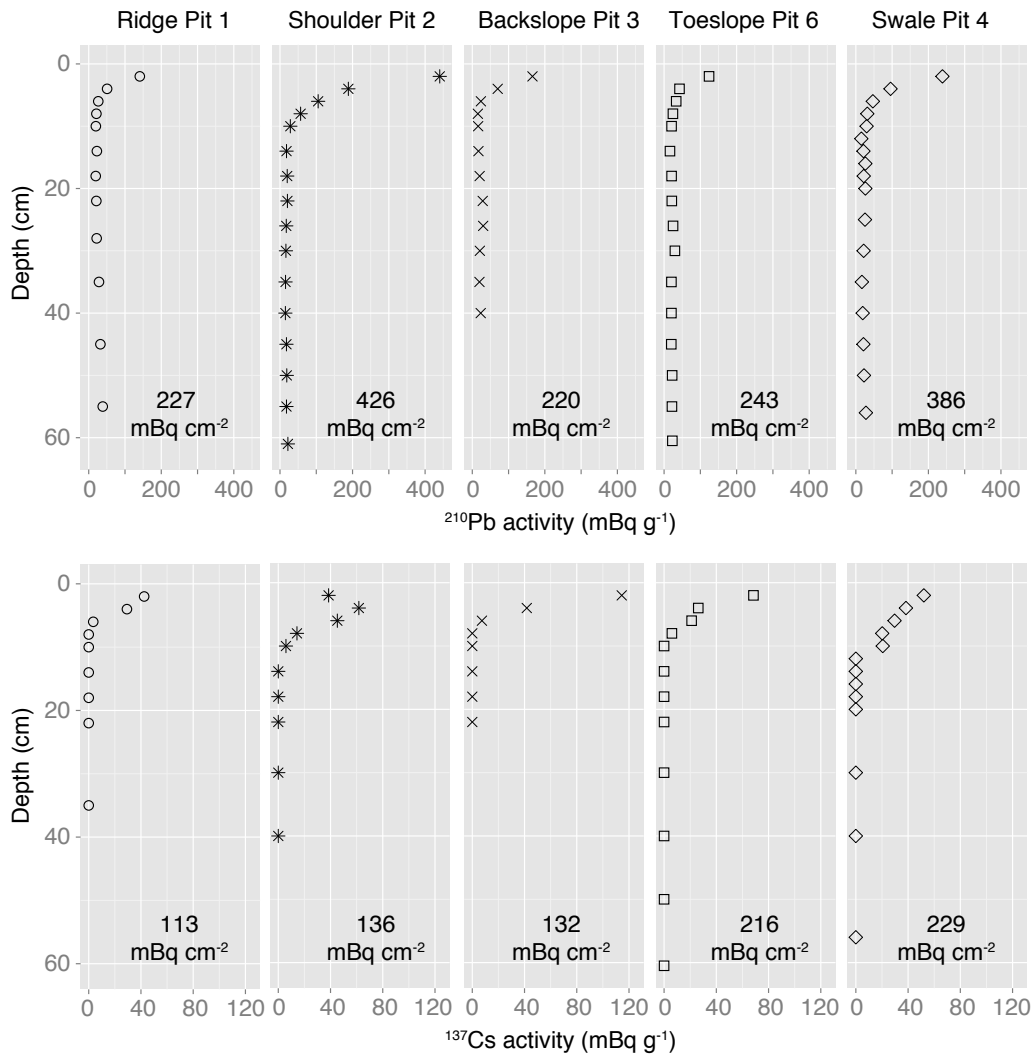 Ridge Pit 1 Shoulder Pit 2 Backslope Pit 3 Toeslope Pit 6 Swale Pit 4
0
20
40
60
Depth (cm)
227 426 220 243 386
mBq cm⁻² mBq cm⁻² mBq cm⁻² mBq cm⁻² mBq cm⁻²
0 200 400 0 200 400 0 200 400 0 200 400 0 200 400
²¹⁰Pb activity (mBq g⁻¹)
0
20
40
60
Depth (cm)
113 136 132 216 229
mBq cm⁻² mBq cm⁻² mBq cm⁻² mBq cm⁻² mBq cm⁻²
0 40 80 120 0 40 80 120 0 40 80 120 0 40 80 120 0 40 80 120
¹³⁷Cs activity (mBq g⁻¹)